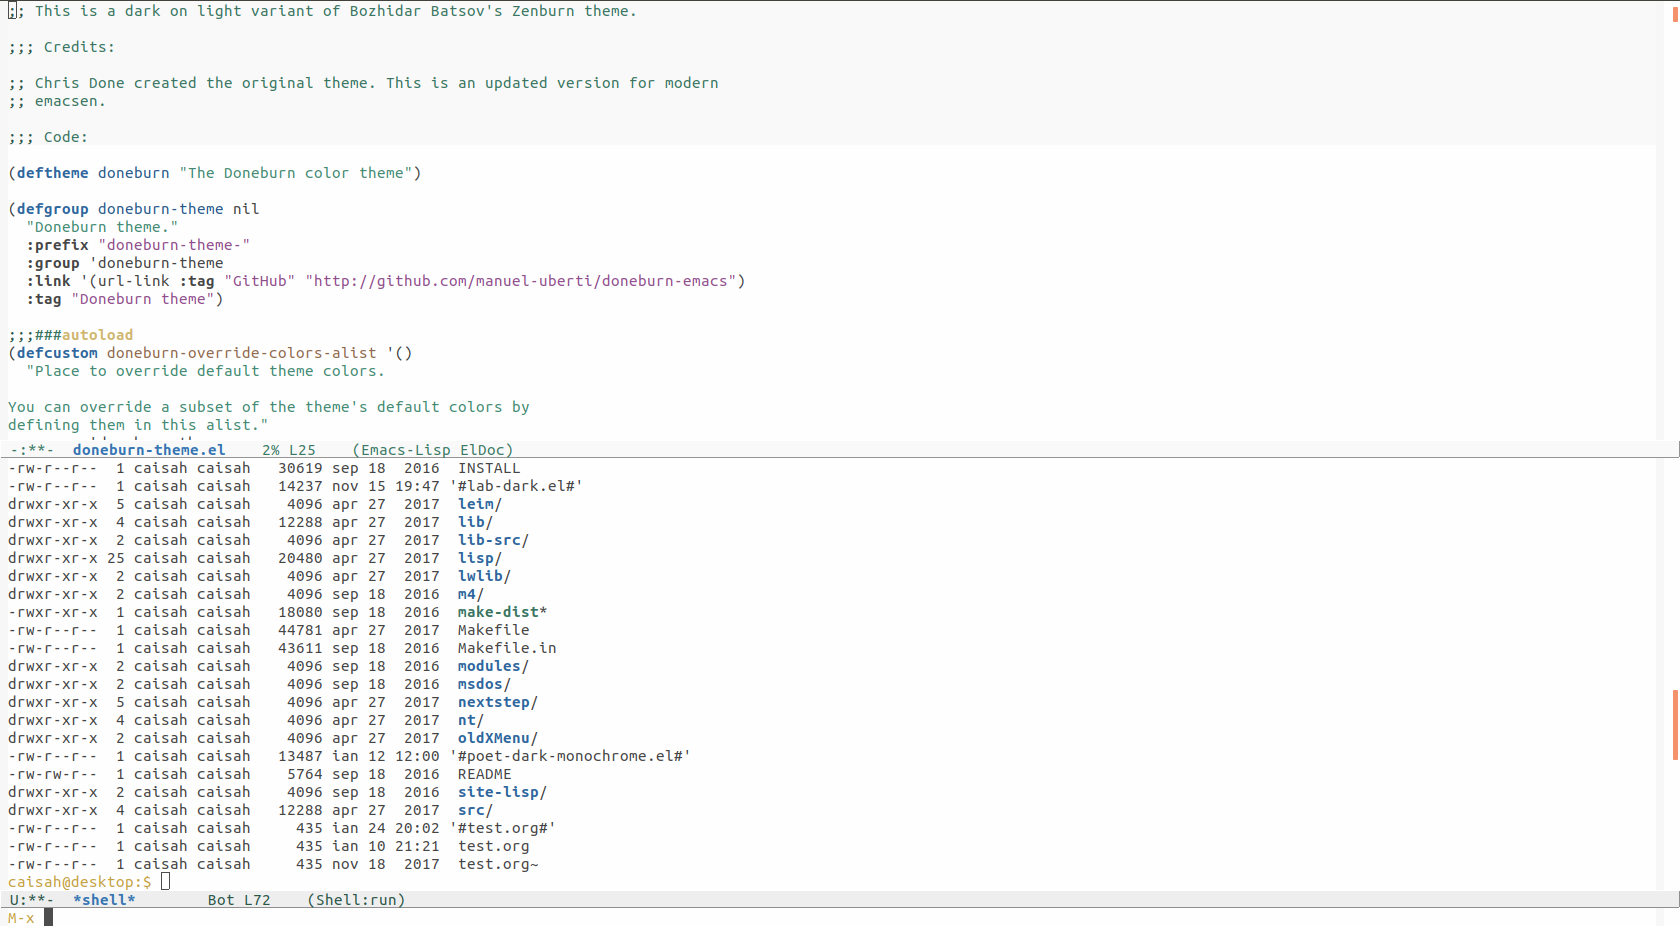 ;; This is a dark on light variant of Bozhidar Batsov's Zenburn theme.

;;; Credits:

;; Chris Done created the original theme. This is an updated version for modern
;; emacsen.

;;; Code:

(deftheme doneburn "The Doneburn color theme")

(defgroup doneburn-theme nil
  "Doneburn theme."
  :prefix "doneburn-theme-"
  :group 'doneburn-theme
  :link '(url-link :tag "GitHub" "http://github.com/manuel-uberti/doneburn-emacs")
  :tag "Doneburn theme")

;;;###autoload
(defcustom doneburn-override-colors-alist '()
  "Place to override default theme colors.

You can override a subset of the theme's default colors by
defining them in this alist."
-:**-  doneburn-theme.el    2% L25    (Emacs-Lisp ElDoc)
-rw-r--r--  1 caisah caisah   30619 sep 18  2016  INSTALL
-rw-r--r--  1 caisah caisah   14237 nov 15 19:47 '#lab-dark.el#'
drwxr-xr-x  5 caisah caisah    4096 apr 27  2017  leim/
drwxr-xr-x  4 caisah caisah   12288 apr 27  2017  lib/
drwxr-xr-x  2 caisah caisah    4096 apr 27  2017  lib-src/
drwxr-xr-x 25 caisah caisah   20480 apr 27  2017  lisp/
drwxr-xr-x  2 caisah caisah    4096 apr 27  2017  lwlib/
drwxr-xr-x  2 caisah caisah    4096 sep 18  2016  m4/
-rwxr-xr-x  1 caisah caisah   18080 sep 18  2016  make-dist*
-rw-r--r--  1 caisah caisah   44781 apr 27  2017  Makefile
-rw-r--r--  1 caisah caisah   43611 sep 18  2016  Makefile.in
drwxr-xr-x  2 caisah caisah    4096 sep 18  2016  modules/
drwxr-xr-x  2 caisah caisah    4096 sep 18  2016  msdos/
drwxr-xr-x  5 caisah caisah    4096 apr 27  2017  nextstep/
drwxr-xr-x  4 caisah caisah    4096 apr 27  2017  nt/
drwxr-xr-x  2 caisah caisah    4096 apr 27  2017  oldXMenu/
-rw-r--r--  1 caisah caisah   13487 ian 12 12:00 '#poet-dark-monochrome.el#'
-rw-rw-r--  1 caisah caisah    5764 sep 18  2016  README
drwxr-xr-x  2 caisah caisah    4096 sep 18  2016  site-lisp/
drwxr-xr-x  4 caisah caisah   12288 apr 27  2017  src/
-rw-r--r--  1 caisah caisah     435 ian 24 20:02 '#test.org#'
-rw-r--r--  1 caisah caisah     435 ian 10 21:21  test.org
-rw-r--r--  1 caisah caisah     435 nov 18  2017  test.org~
caisah@desktop:$
U:**-  *shell*        Bot L72    (Shell:run)
M-x